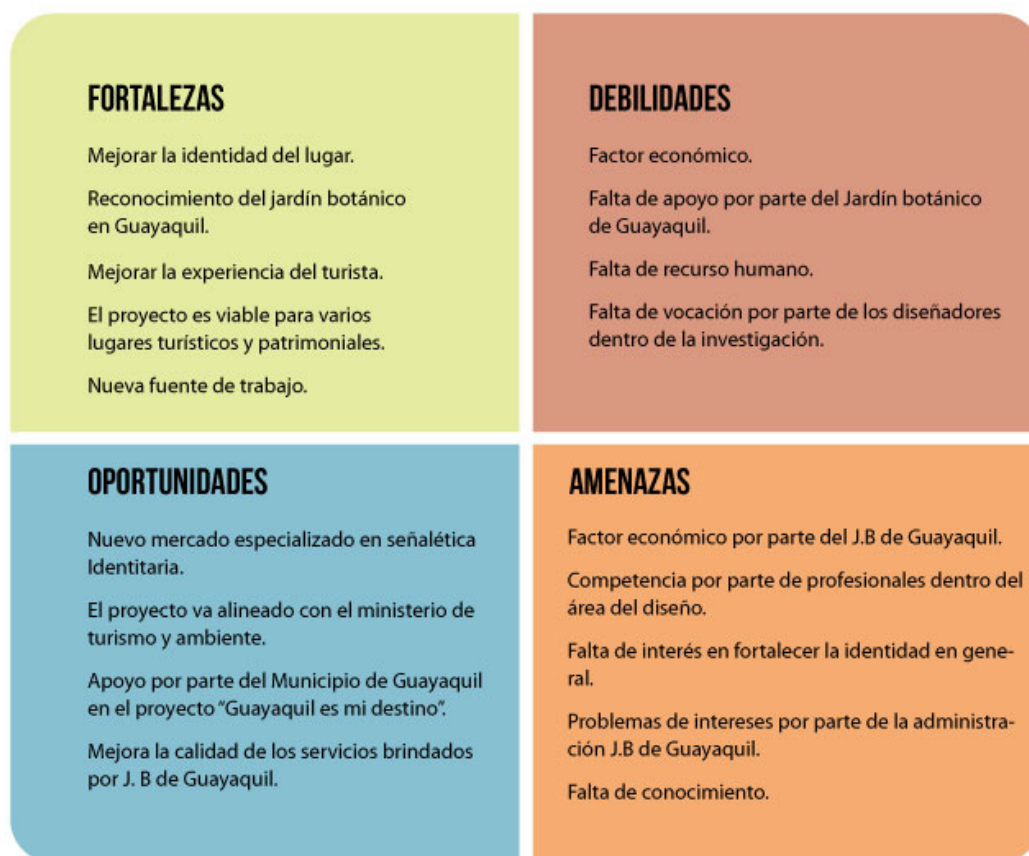 FORTALEZAS
Mejorar la identidad del lugar.
Reconocimiento del jardín botánico
en Guayaquil.
Mejorar la experiencia del turista.
El proyecto es viable para varios
lugares turísticos y patrimoniales.
Nueva fuente de trabajo.
DEBILIDADES
Factor económico.
Falta de apoyo por parte del Jardín botánico
de Guayaquil.
Falta de recurso humano.
Falta de vocación por parte de los diseñadores
dentro de la investigación.
OPORTUNIDADES
Nuevo mercado especializado en señalética
Identitaria.
El proyecto va alineado con el ministerio de
turismo y ambiente.
Apoyo por parte del Municipio de Guayaquil
en el proyecto “Guayaquil es mi destino”.
Mejora la calidad de los servicios brindados
por J. B de Guayaquil.
AMENAZAS
Factor económico por parte del J.B de Guayaquil.
Competencia por parte de profesionales dentro del
área del diseño.
Falta de interés en fortalecer la identidad en gene-
ral.
Problemas de intereses por parte de la administra-
ción J.B de Guayaquil.
Falta de conocimiento.